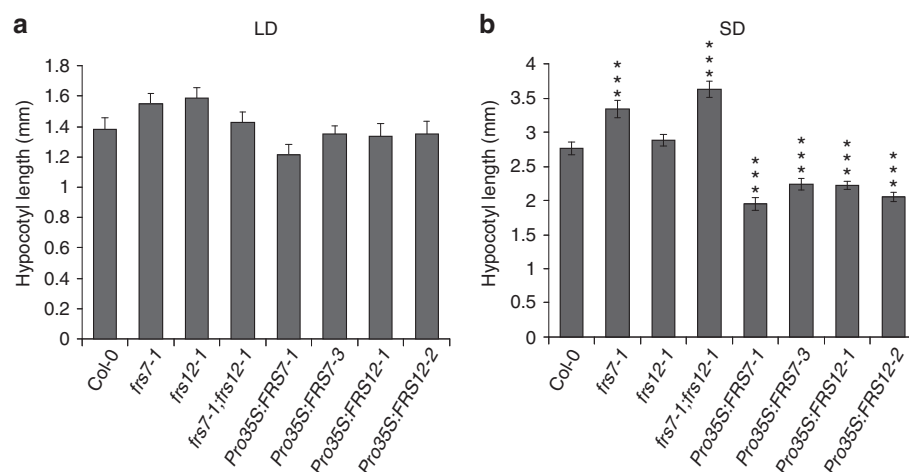 a
LD
Hypocotyl length (mm)
1.8
1.6
1.4
1.2
1
0.8
0.6
0.4
0.2
0
Col-0
frs7-1
frs12-1
frs7-1;frs12-1
Pro35S:FRS7-1
Pro35S:FRS7-3
Pro35S:FRS12-1
Pro35S:FRS12-2
b
SD
Hypocotyl length (mm)
4
3.5
3
2.5
2
1.5
1
0.5
0
***
***
***
***
***
***
Col-0
frs7-1
frs12-1
frs7-1;frs12-1
Pro35S:FRS7-1
Pro35S:FRS7-3
Pro35S:FRS12-1
Pro35S:FRS12-2